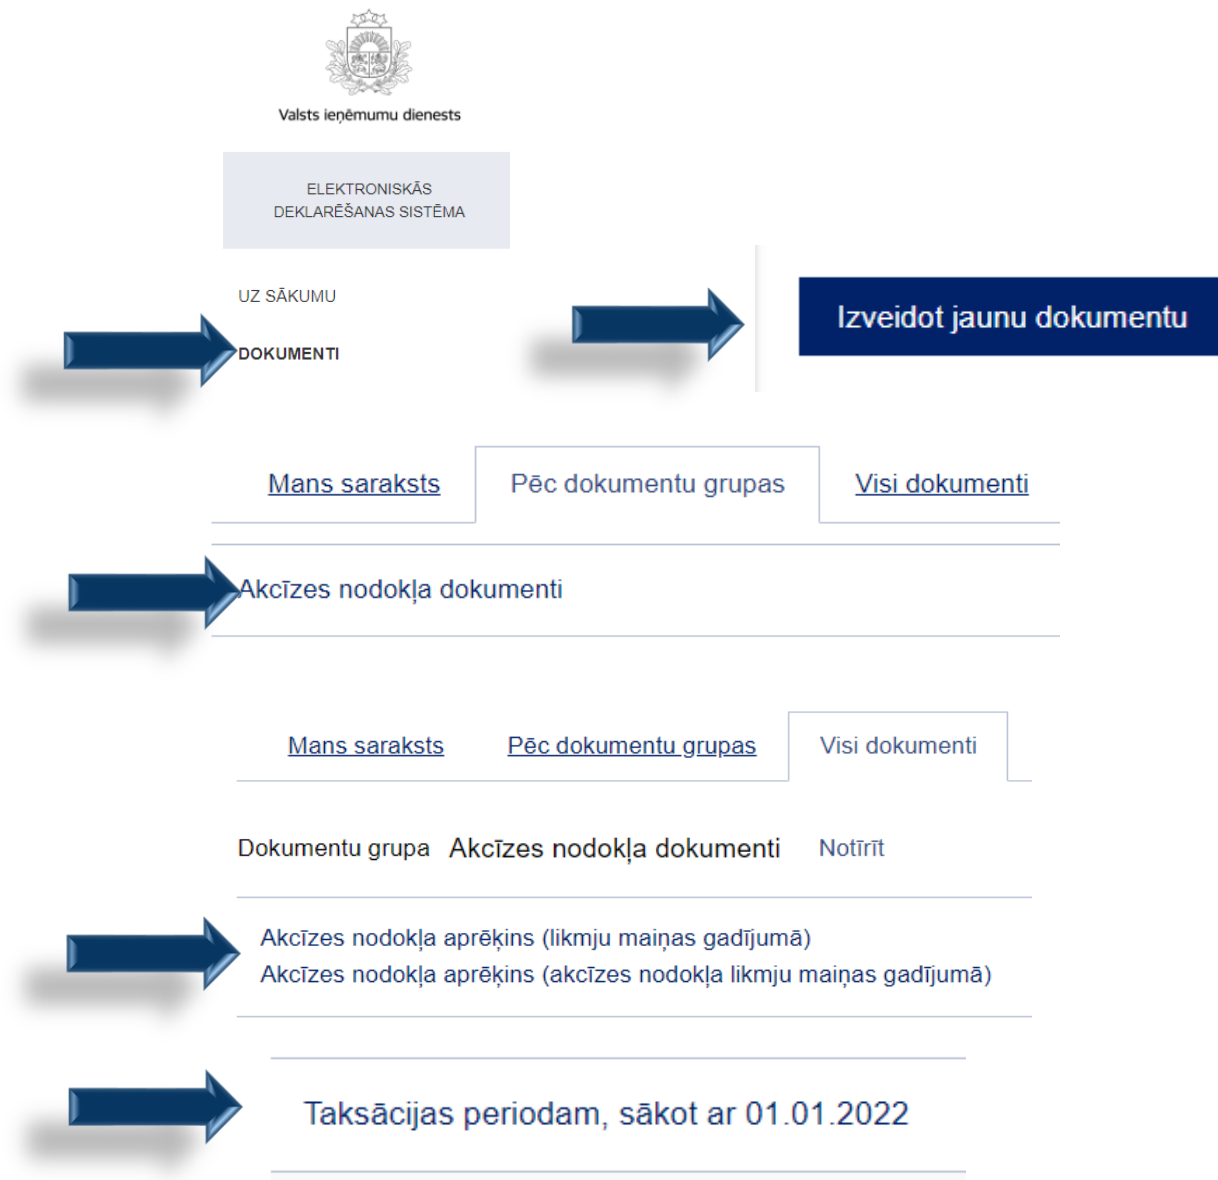 Valsts ieņēmumu dienests
ELEKTRONISKĀS
DEKLARĒŠANAS SISTĒMA
UZ SĀKUMU
DOKUMENTI
Izveidot jaunu dokumentu
Mans saraksts Pēc dokumentu grupas Visi dokumenti
Akcīzes nodokļa dokumenti
Mans saraksts Pēc dokumentu grupas Visi dokumenti
Dokumentu grupa Akcīzes nodokļa dokumenti Notīrīt
Akcīzes nodokļa aprēķins (likmju maiņas gadījumā)
Akcīzes nodokļa aprēķins (akcīzes nodokļa likmju maiņas gadījumā)
Taksācijas periodam, sākot ar 01.01.2022